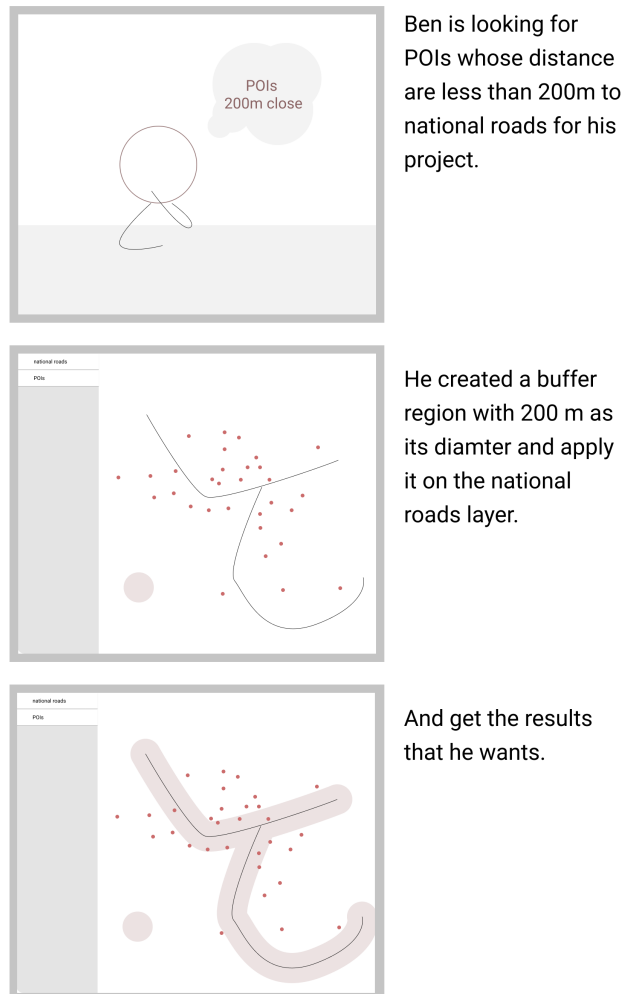 POIs
200m close
Ben is looking for
POIs whose distance
are less than 200m to
national roads for his
project.
national roads
POIs
He created a buffer
region with 200 m as
its diamter and apply
it on the national
roads layer.
national roads
POIs
And get the results
that he wants.